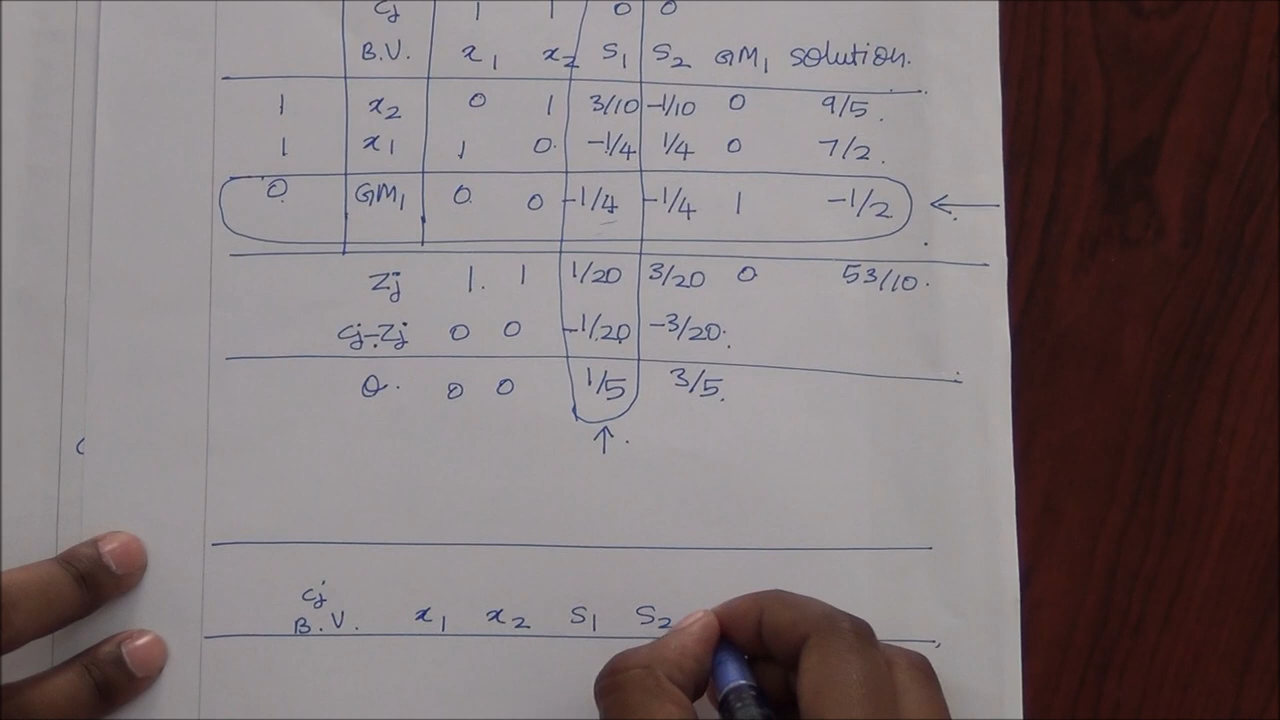 Cj 1 1 0 0
B.V. x1 x2 S1 S2 GM1 solution.
1 x2 0 1 3/10 -1/10 0 9/5.
1 x1 1 0. -1/4 1/4 0 7/2.
0 GM1 0 0 -1/4 -1/4 1 -1/2
Zj 1. 1 1/20 3/20 0 53/10.
Cj-Zj 0 0 -1/20 -3/20.
θ. 0 0 1/5 3/5.
Cj
B.V. x1 x2 S1 S2